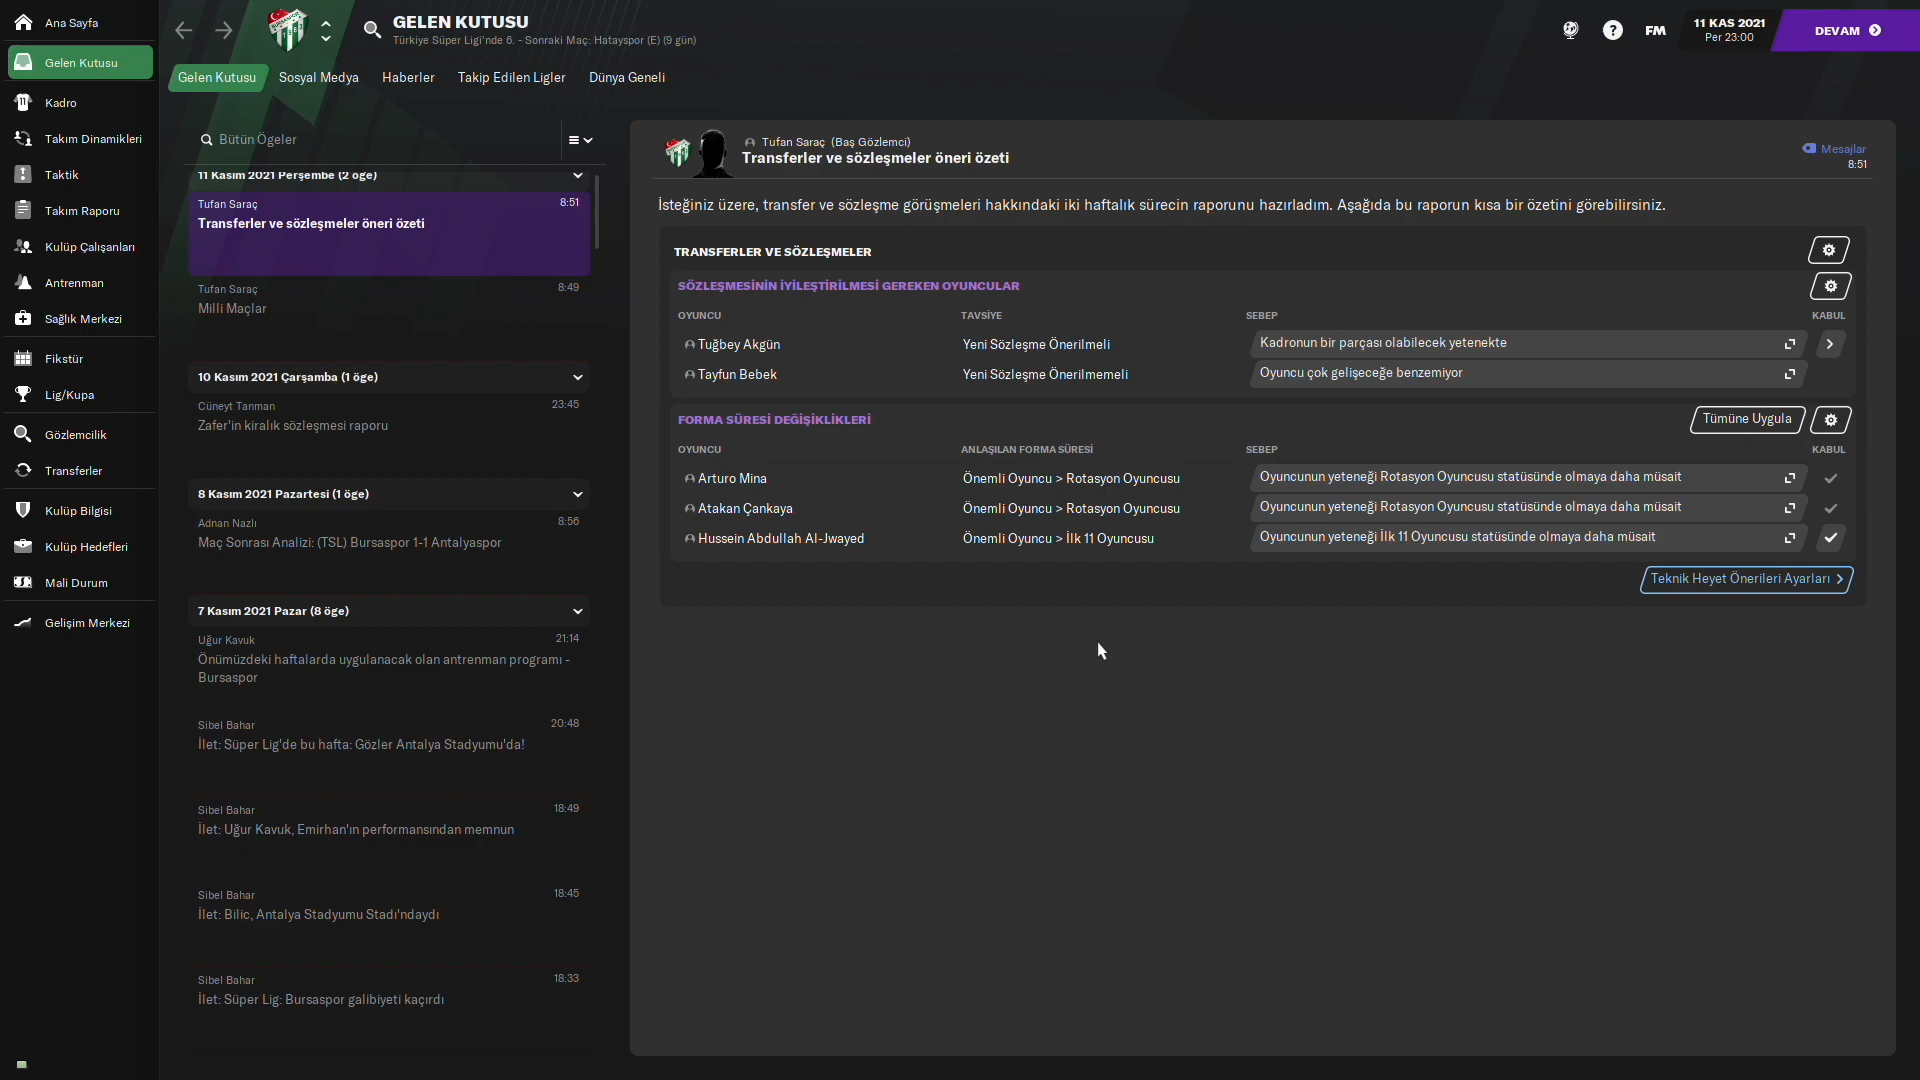 Ana Sayfa
Gelen Kutusu
Kadro
Takım Dinamikleri
Taktik
Takım Raporu
Kulüp Çalışanları
Antrenman
Sağlık Merkezi
Fikstür
Lig/Kupa
Gözlemcilik
Transferler
Kulüp Bilgisi
Kulüp Hedefleri
Mali Durum
Gelişim Merkezi
GELEN KUTUSU
Türkiye Süper Ligi'nde 6. - Sonraki Maç: Hatayspor (E) (9 gün)
FM
11 KAS 2021
Per 23:00
DEVAM
Gelen Kutusu
Sosyal Medya
Haberler
Takip Edilen Ligler
Dünya Geneli
Bütün Ögeler
11 Kasım 2021 Perşembe (2 öge)
Tufan Saraç 8:51
Transferler ve sözleşmeler öneri özeti
Tufan Saraç 8:49
Milli Maçlar
10 Kasım 2021 Çarşamba (1 öge)
Cüneyt Tanman 23:45
Zafer'in kiralık sözleşmesi raporu
8 Kasım 2021 Pazartesi (1 öge)
Adnan Nazlı 8:56
Maç Sonrası Analizi: (TSL) Bursaspor 1-1 Antalyaspor
7 Kasım 2021 Pazar (8 öge)
Uğur Kavuk 21:14
Önümüzdeki haftalarda uygulanacak olan antrenman programı -
Bursaspor
Sibel Bahar 20:48
İlet: Süper Lig'de bu hafta: Gözler Antalya Stadyumu'da!
Sibel Bahar 18:49
İlet: Uğur Kavuk, Emirhan'ın performansından memnun
Sibel Bahar 18:45
İlet: Bilic, Antalya Stadyumu Stadı'ndaydı
Sibel Bahar 18:33
İlet: Süper Lig: Bursaspor galibiyeti kaçırdı
Tufan Saraç (Baş Gözlemci)
Transferler ve sözleşmeler öneri özeti
Mesajlar
8:51
İsteğiniz üzere, transfer ve sözleşme görüşmeleri hakkındaki iki haftalık sürecin raporunu hazırladım. Aşağıda bu raporun kısa bir özetini görebilirsiniz.
TRANSFERLER VE SÖZLEŞMELER
SÖZLEŞMESİNİN İYİLEŞTİRİLMESİ GEREKEN OYUNCULAR
OYUNCU TAVSİYE SEBEP KABUL
Tuğbey Akgün Yeni Sözleşme Önerilmeli Kadronun bir parçası olabilecek yetenekte
Tayfun Bebek Yeni Sözleşme Önerilmemeli Oyuncu çok gelişeceğe benzemiyor
FORMA SÜRESİ DEĞİŞİKLİKLERİ Tümüne Uygula
OYUNCU ANLAŞILAN FORMA SÜRESİ SEBEP KABUL
Arturo Mina Önemli Oyuncu > Rotasyon Oyuncusu Oyuncunun yeteneği Rotasyon Oyuncusu statüsünde olmaya daha müsait
Atakan Çankaya Önemli Oyuncu > Rotasyon Oyuncusu Oyuncunun yeteneği Rotasyon Oyuncusu statüsünde olmaya daha müsait
Hussein Abdullah Al-Jwayed Önemli Oyuncu > İlk 11 Oyuncusu Oyuncunun yeteneği İlk 11 Oyuncusu statüsünde olmaya daha müsait
Teknik Heyet Önerileri Ayarları